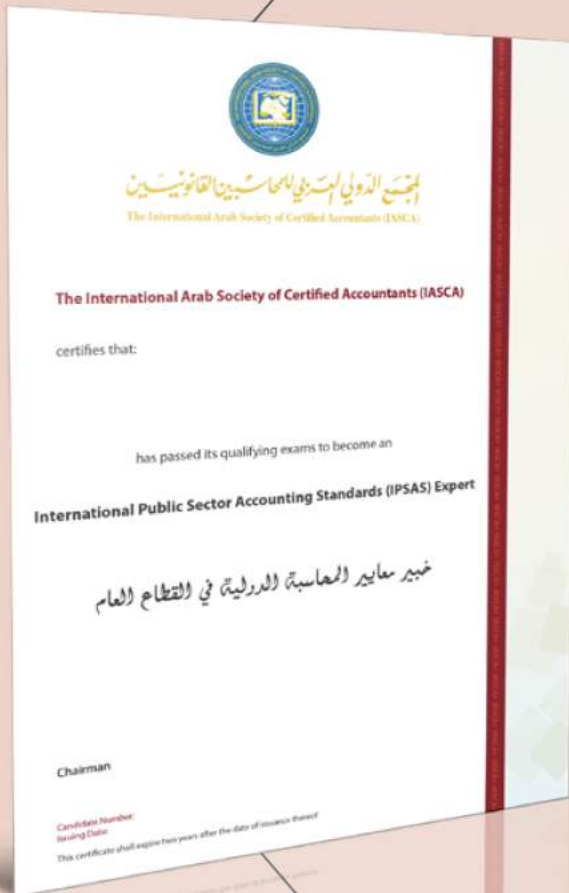 المجمع الدولي العربي للمحاسبين القانونيين
The International Arab Society of Certified Accountants (IASCA)
The International Arab Society of Certified Accountants (IASCA)
certifies that:
has passed its qualifying exams to become an
International Public Sector Accounting Standards (IPSAS) Expert
خبير معايير المحاسبة الدولية في القطاع العام
Chairman
Candidate Number:
Issuing Date:
This certificate shall expire two years after the date of issuance thereof